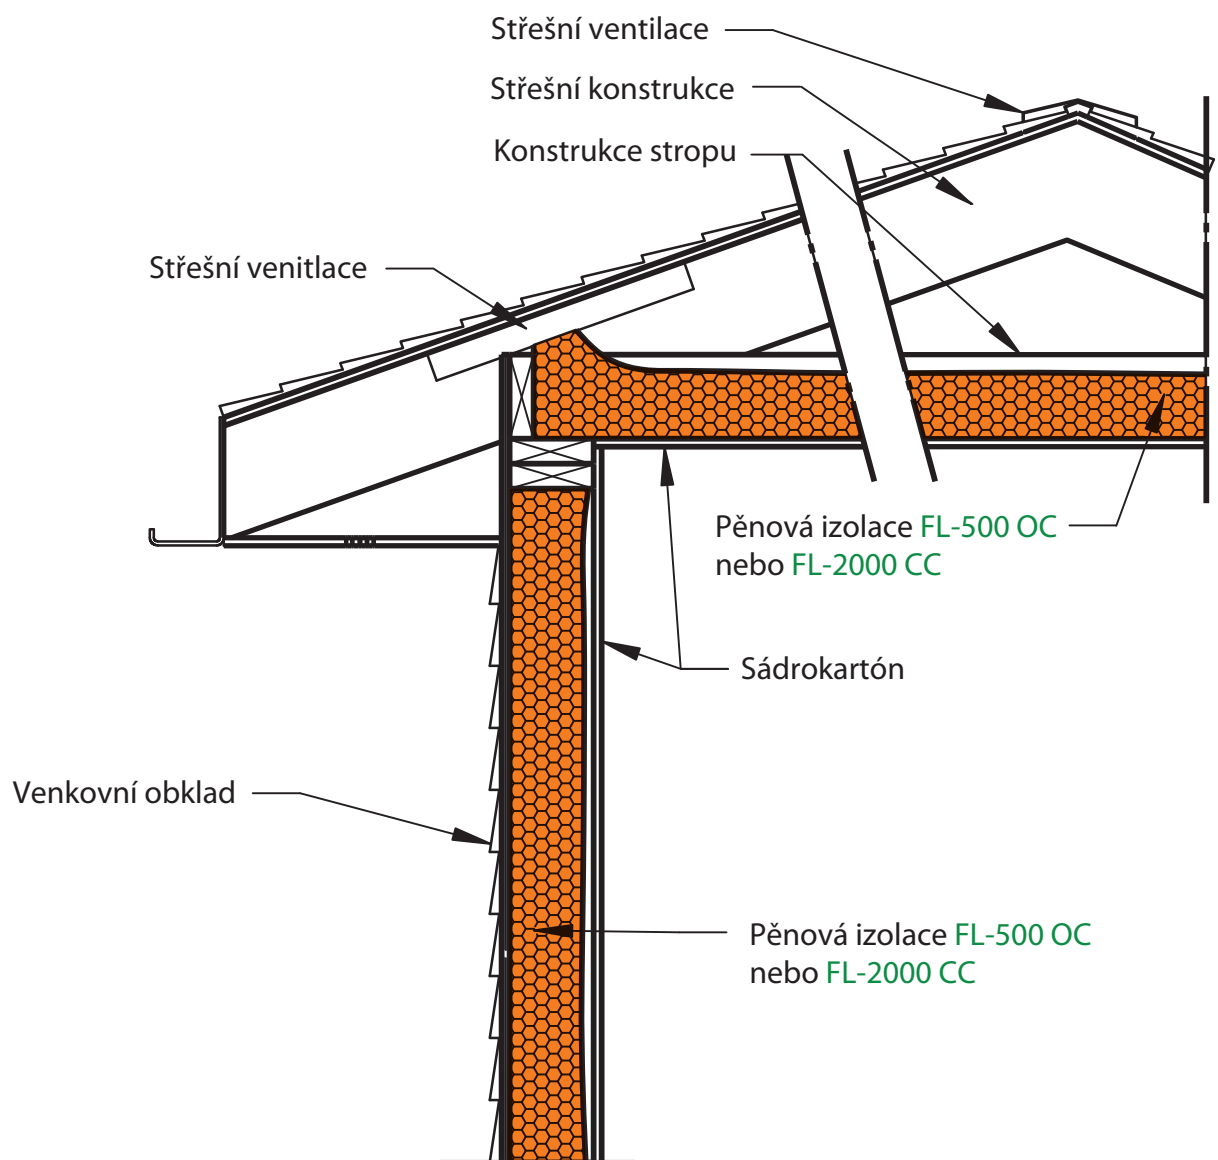 Střešní ventilace
Střešní konstrukce
Konstrukce stropu
Střešní venitlace
Pěnová izolace FL-500 OC
nebo FL-2000 CC
Sádrokartón
Venkovní obklad
Pěnová izolace FL-500 OC
nebo FL-2000 CC